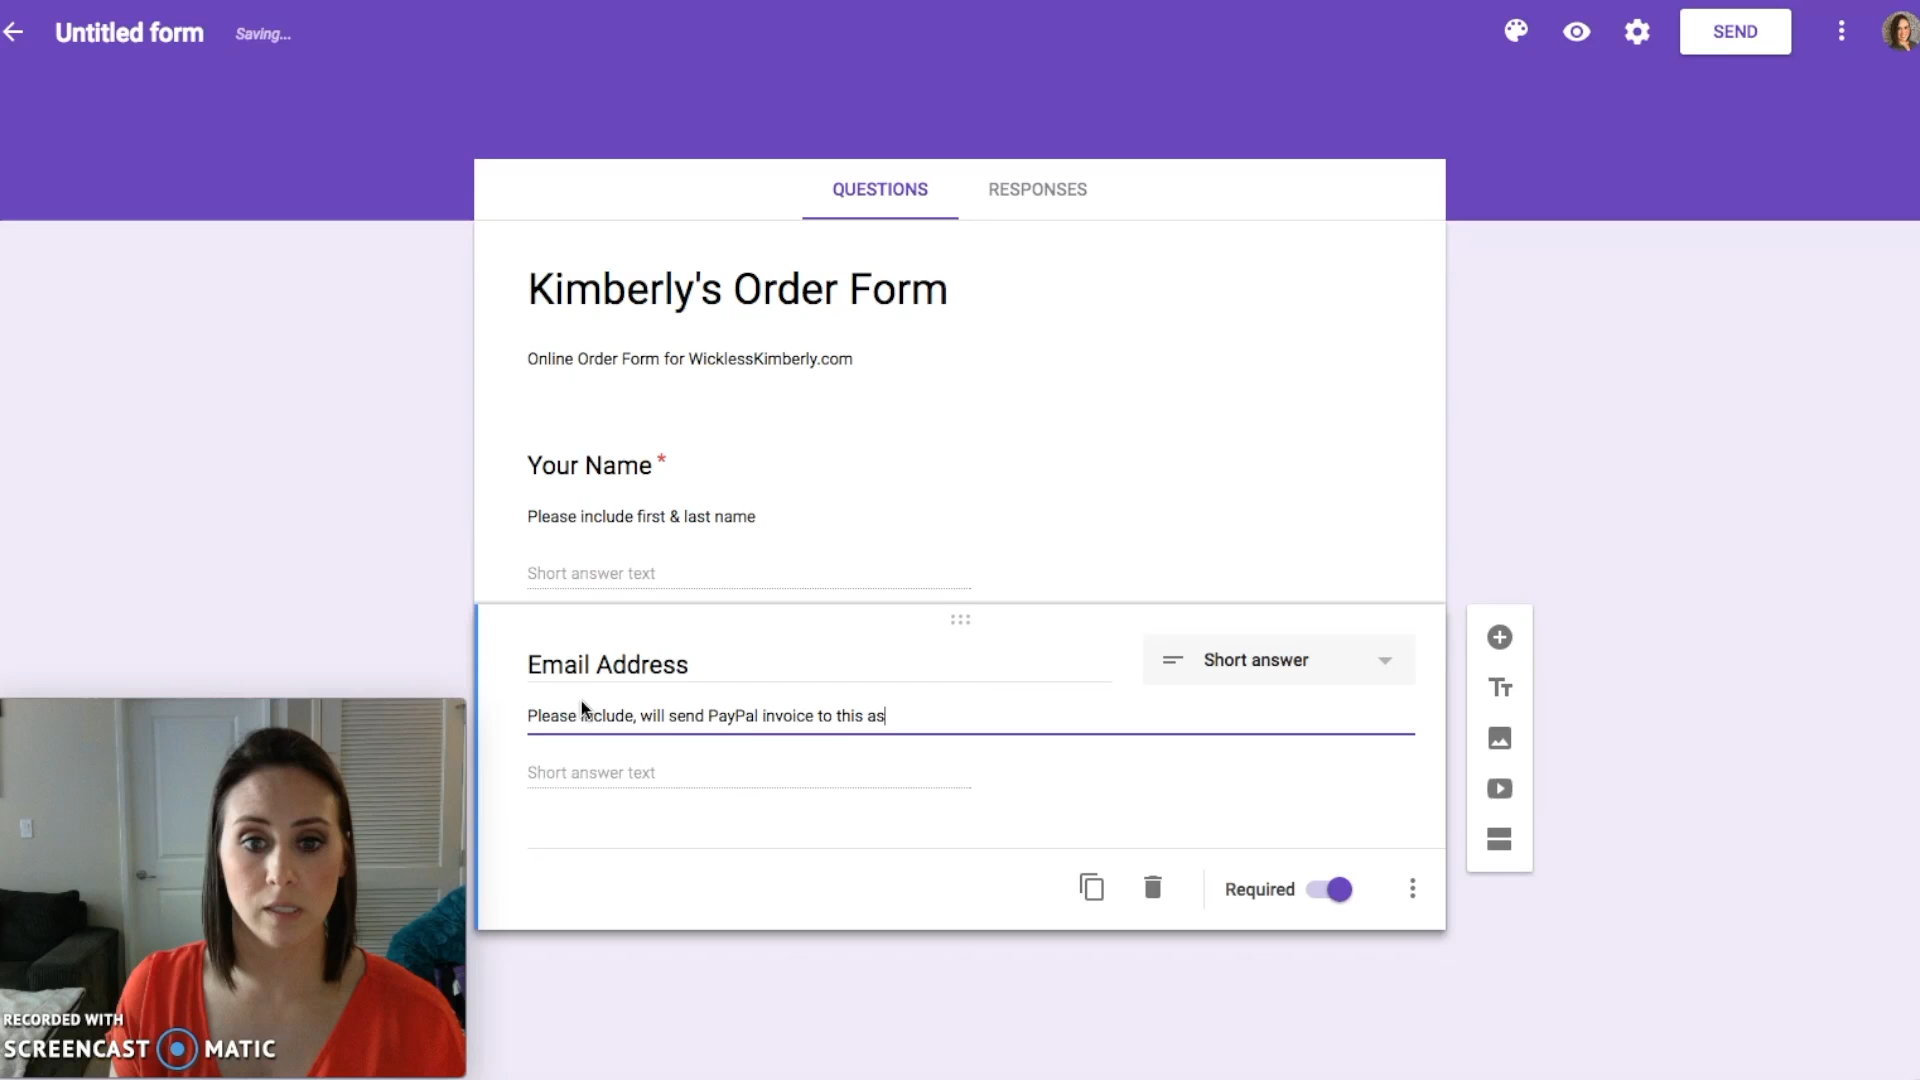 Untitled form
Saving...
SEND
QUESTIONS
RESPONSES
Kimberly's Order Form
Online Order Form for WicklessKimberly.com
Your Name *
Please include first & last name
Short answer text
Email Address
Short answer
Please include, will send PayPal invoice to this as
Short answer text
Required
RECORDED WITH
SCREENCAST MATIC